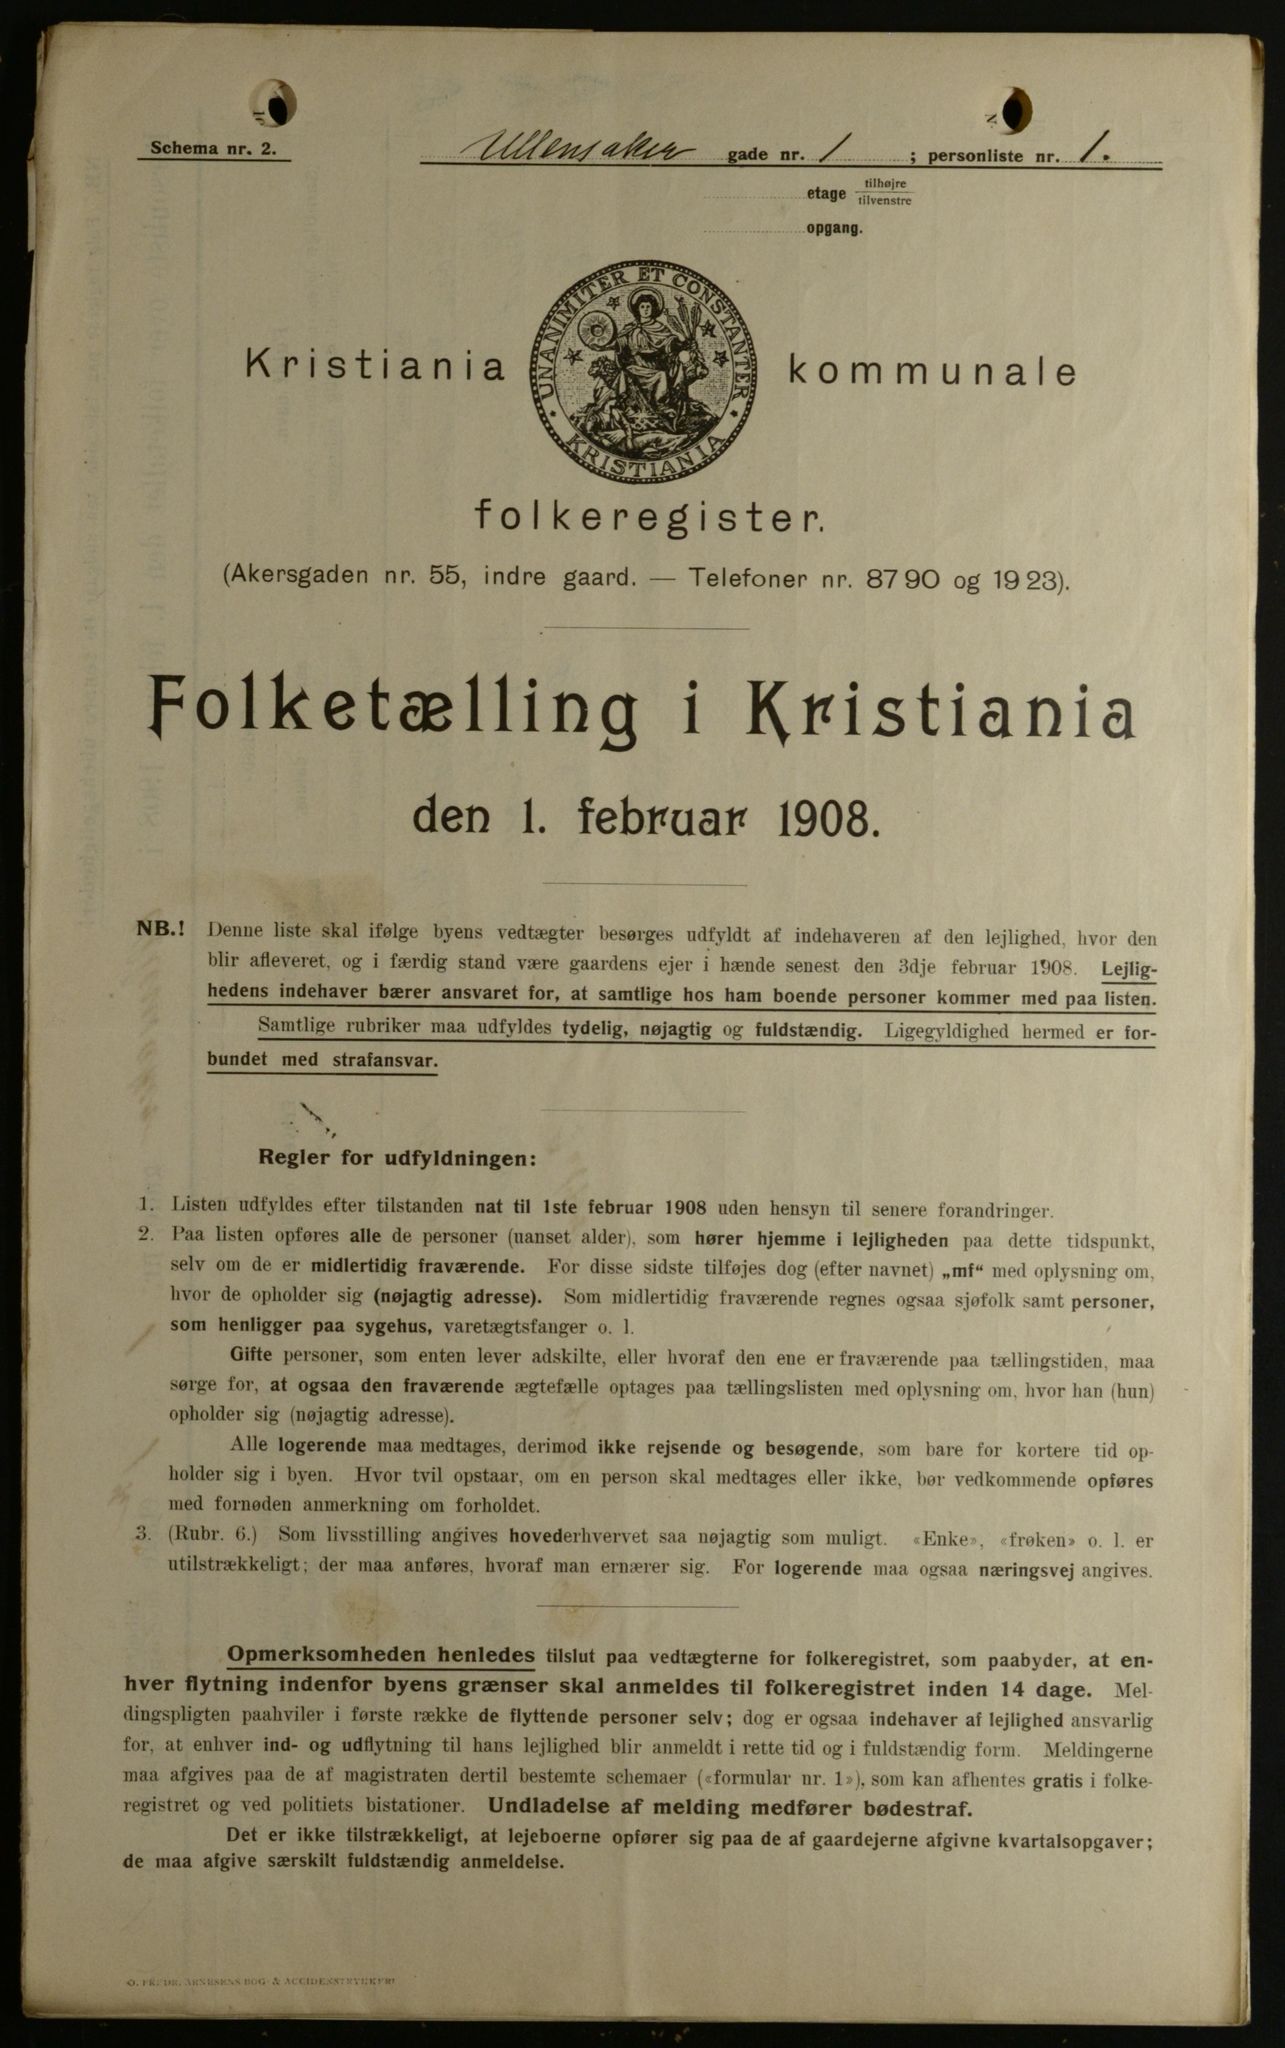 Schema nr. 2.
Ullensaker gade nr. 1 ; personliste nr. 1.
etage tilhøjre
tilvenstre
opgang.
UNANIMITER ET CONSTANTER
KRISTIANIA
Kristiania kommunale
folkeregister.
(Akersgaden nr. 55, indre gaard. — Telefoner nr. 87 90 og 19 23).
Folketælling i Kristiania
den 1. februar 1908.
NB.! Denne liste skal ifølge byens vedtægter besørges udfyldt af indehaveren af den lejlighed, hvor den
blir afleveret, og i færdig stand være gaardens ejer i hænde senest den 3dje februar 1908. Lejlig-
hedens indehaver bærer ansvaret for, at samtlige hos ham boende personer kommer med paa listen.
Samtlige rubriker maa udfyldes tydelig, nøjagtig og fuldstændig. Ligegyldighed hermed er for-
bundet med strafansvar.
Regler for udfyldningen:
1. Listen udfyldes efter tilstanden nat til 1ste februar 1908 uden hensyn til senere forandringer.
2. Paa listen opføres alle de personer (uanset alder), som hører hjemme i lejligheden paa dette tidspunkt,
selv om de er midlertidig fraværende. For disse sidste tilføjes dog (efter navnet) „mf“ med oplysning om,
hvor de opholder sig (nøjagtig adresse). Som midlertidig fraværende regnes ogsaa sjøfolk samt personer,
som henligger paa sygehus, varetægtsfanger o. l.
Gifte personer, som enten lever adskilte, eller hvoraf den ene er fraværende paa tællingstiden, maa
sørge for, at ogsaa den fraværende ægtefælle optages paa tællingslisten med oplysning om, hvor han (hun)
opholder sig (nøjagtig adresse).
Alle logerende maa medtages, derimod ikke rejsende og besøgende, som bare for kortere tid op-
holder sig i byen. Hvor tvil opstaar, om en person skal medtages eller ikke, bør vedkommende opføres
med fornøden anmerkning om forholdet.
3. (Rubr. 6.) Som livsstilling angives hovederhvervet saa nøjagtig som muligt. «Enke», «frøken» o. l. er
utilstrækkeligt; der maa anføres, hvoraf man ernærer sig. For logerende maa ogsaa næringsvej angives.
Opmerksomheden henledes tilslut paa vedtægterne for folkeregistret, som paabyder, at en-
hver flytning indenfor byens grænser skal anmeldes til folkeregistret inden 14 dage. Mel-
dingspligten paahviler i første række de flyttende personer selv; dog er ogsaa indehaver af lejlighed ansvarlig
for, at enhver ind- og udflytning til hans lejlighed blir anmeldt i rette tid og i fuldstændig form. Meldingerne
maa afgives paa de af magistraten dertil bestemte schemaer («formular nr. 1»), som kan afhentes gratis i folke-
registret og ved politiets bistationer. Undladelse af melding medfører bødestraf.
Det er ikke tilstrækkeligt, at lejeboerne opfører sig paa de af gaardejerne afgivne kvartalsopgaver;
de maa afgive særskilt fuldstændig anmeldelse.
O. FREDR. ARNESENS BOG- & ACCIDENSTRYKKERI